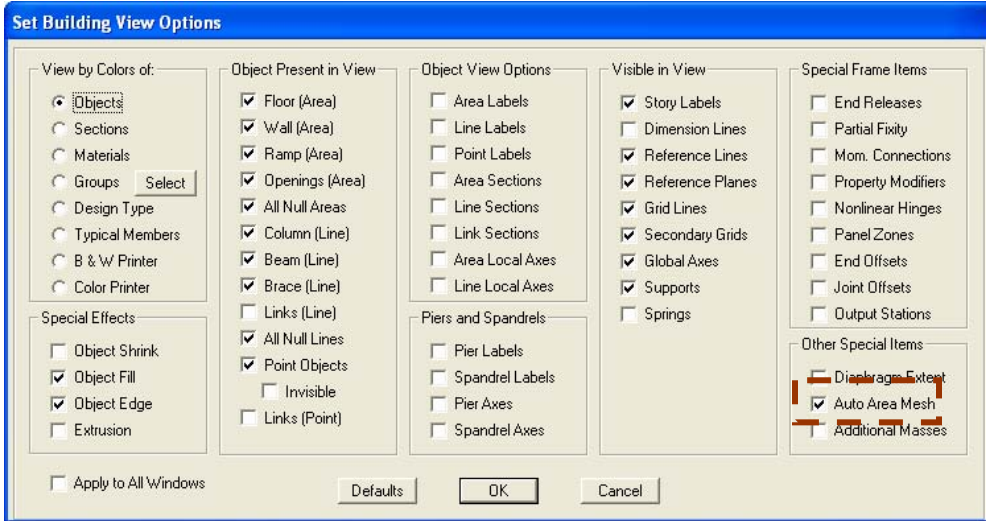 Set Building View Options
View by Colors of:
Objects
Sections
Materials
Groups Select
Design Type
Typical Members
B & W Printer
Color Printer
Special Effects
Object Shrink
Object Fill
Object Edge
Extrusion
Object Present in View
Floor (Area)
Wall (Area)
Ramp (Area)
Openings (Area)
All Null Areas
Column (Line)
Beam (Line)
Brace (Line)
Links (Line)
All Null Lines
Point Objects
Invisible
Links (Point)
Object View Options
Area Labels
Line Labels
Point Labels
Area Sections
Line Sections
Link Sections
Area Local Axes
Line Local Axes
Piers and Spandrels
Pier Labels
Spandrel Labels
Pier Axes
Spandrel Axes
Visible in View
Story Labels
Dimension Lines
Reference Lines
Reference Planes
Grid Lines
Secondary Grids
Global Axes
Supports
Springs
Special Frame Items
End Releases
Partial Fixity
Mom. Connections
Property Modifiers
Nonlinear Hinges
Panel Zones
End Offsets
Joint Offsets
Output Stations
Other Special Items
Diaphragm Extent
Auto Area Mesh
Additional Masses
Apply to All Windows
Defaults
OK
Cancel